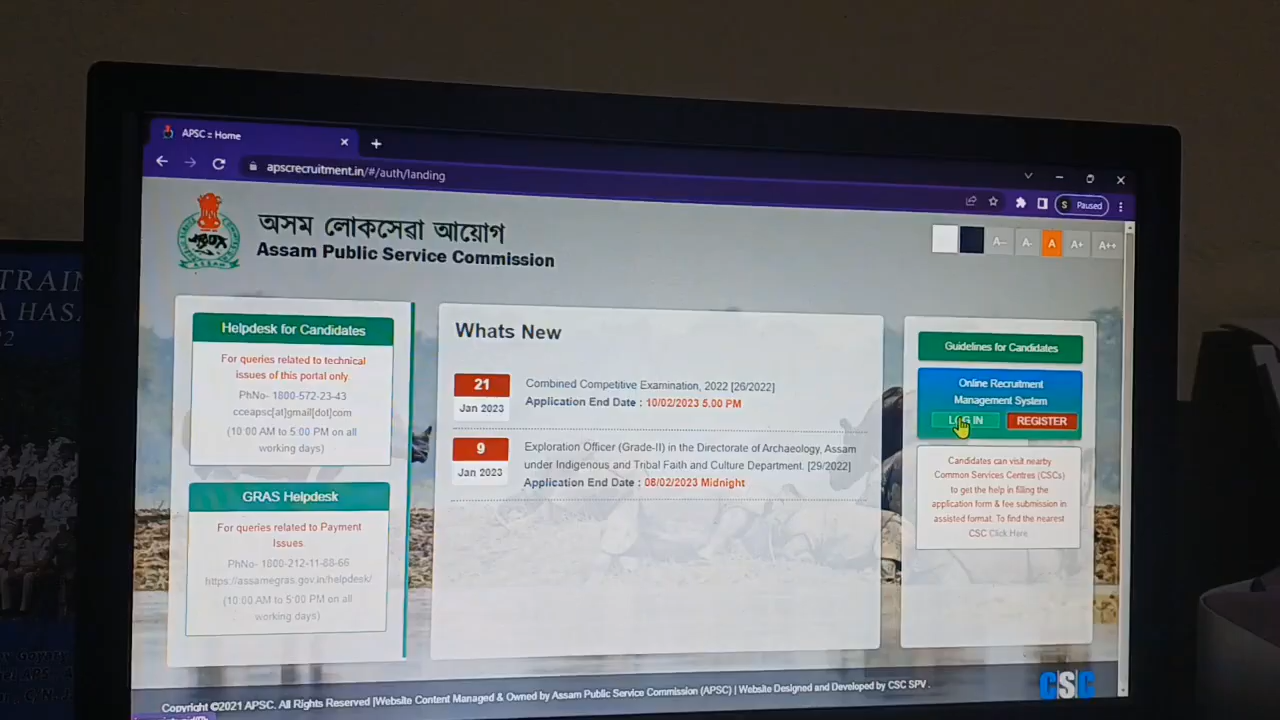 APSC :: Home
apscrecruitment.in/#/auth/landing
S Paused
অসম লোকসেৱা আয়োগ
Assam Public Service Commission
A-- A- A A+ A++
Helpdesk for Candidates
For queries related to technical
issues of this portal only.
PhNo- 1800-572-23-43
cceapsc[at]gmail[dot]com
(10:00 AM to 5:00 PM on all
working days)
GRAS Helpdesk
For queries related to Payment
Issues.
PhNo- 1800-212-11-88-66
https://assamegras.gov.in/helpdesk/
(10:00 AM to 5:00 PM on all
working days)
Whats New
21
Jan 2023
Combined Competitive Examination, 2022 [26/2022]
Application End Date : 10/02/2023 5.00 PM
9
Jan 2023
Exploration Officer (Grade-II) in the Directorate of Archaeology, Assam
under Indigenous and Tribal Faith and Culture Department. [29/2022]
Application End Date : 08/02/2023 Midnight
Guidelines for Candidates
Online Recruitment
Management System
LOG IN REGISTER
Candidates can visit nearby
Common Services Centres (CSCs)
to get the help in filling the
application form & fee submission in
assisted format. To find the nearest
CSC Click Here
Copyright ©2021 APSC. All Rights Reserved |Website Content Managed & Owned by Assam Public Service Commission (APSC) | Website Designed and Developed by CSC SPV .
CSC
TRAIN
A HASA